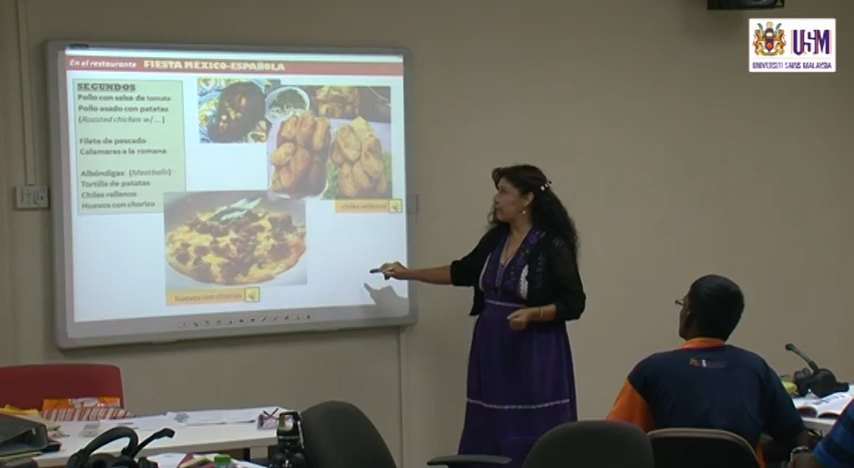 En el restaurante FIESTA MÉXICO-ESPAÑOLA
SEGUNDOS
Pollo con salsa de tomate
Pollo asado con patatas
(Roasted chicken w/...)
Filete de pescado
Calamares a la romana
Albóndigas (Meatballs)
Tortilla de patatas
Chiles rellenos
Huevos con chorizo
chiles rellenos
huevos con chorizo
USM
UNIVERSITI SAINS MALAYSIA